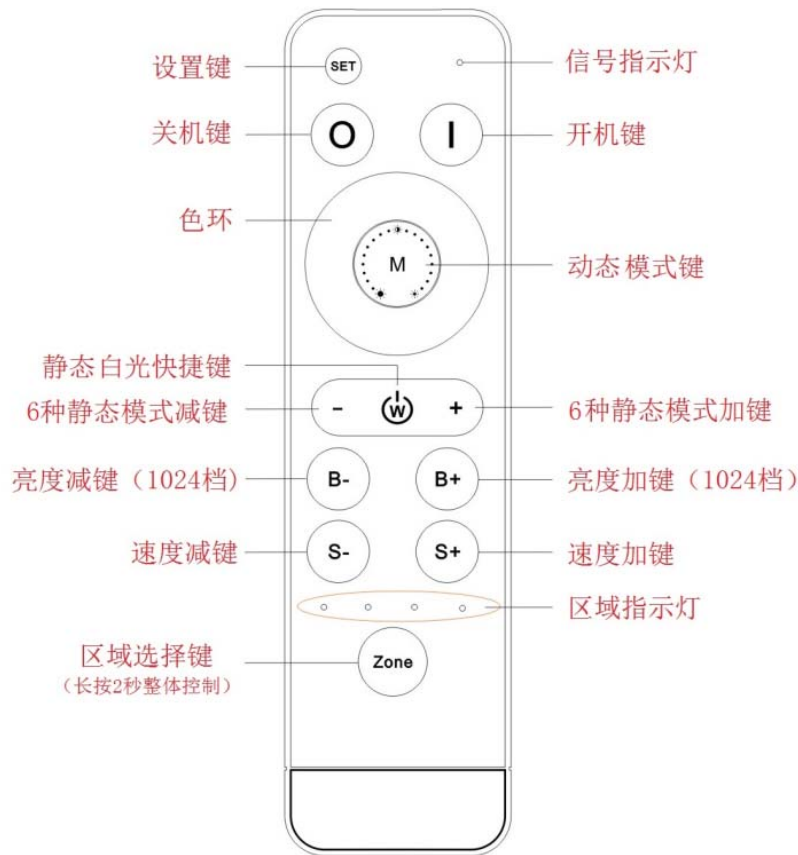 设置键
SET
信号指示灯
关机键
O
I
开机键
色环
M
动态模式键
静态白光快捷键
6种静态模式减键
-
W
+
6种静态模式加键
亮度减键（1024档）
B-
B+
亮度加键（1024档）
速度减键
S-
S+
速度加键
区域指示灯
区域选择键
（长按2秒整体控制）
Zone